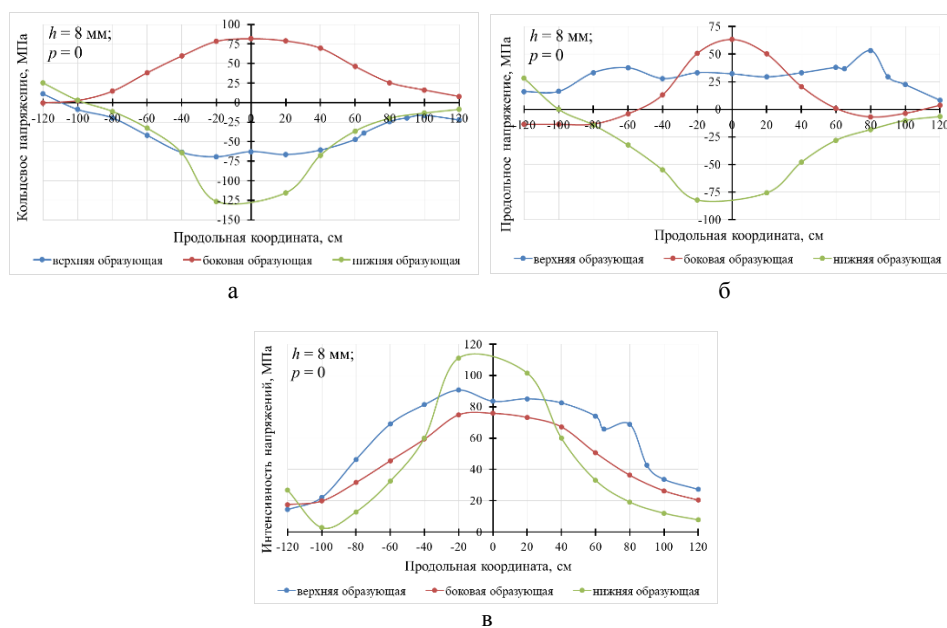 h = 8 мм;
p = 0
Кольцевое напряжение, МПа
100
75
50
25
0
-25
-50
-75
-100
-125
-150
-120 -100 -80 -60 -40 -20 0 20 40 60 80 100 120
Продольная координата, см
верхняя образующая боковая образующая нижняя образующая
а
h = 8 мм;
p = 0
Продольное напряжение, МПа
75
50
25
0
-25
-50
-75
-100
-120 -100 -80 -60 -40 -20 0 20 40 60 80 100 120
Продольная координата, см
верхняя образующая боковая образующая нижняя образующая
б
h = 8 мм;
p = 0
Интенсивность напряжений, МПа
120
100
80
60
40
20
0
-120 -100 -80 -60 -40 -20 0 20 40 60 80 100 120
Продольная координата, см
верхняя образующая боковая образующая нижняя образующая
в